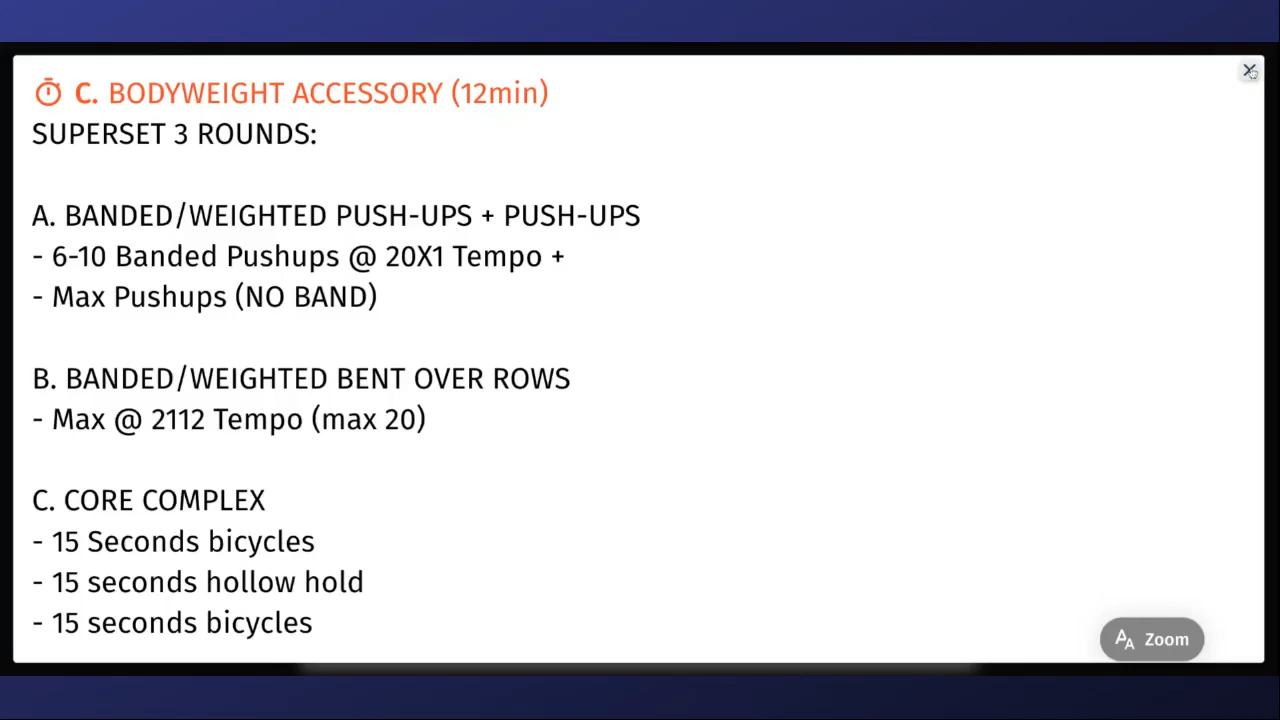 C. BODYWEIGHT ACCESSORY (12min)
SUPERSET 3 ROUNDS:
A. BANDED/WEIGHTED PUSH-UPS + PUSH-UPS
- 6-10 Banded Pushups @ 20X1 Tempo +
- Max Pushups (NO BAND)
B. BANDED/WEIGHTED BENT OVER ROWS
- Max @ 2112 Tempo (max 20)
C. CORE COMPLEX
- 15 Seconds bicycles
- 15 seconds hollow hold
- 15 seconds bicycles
AA Zoom